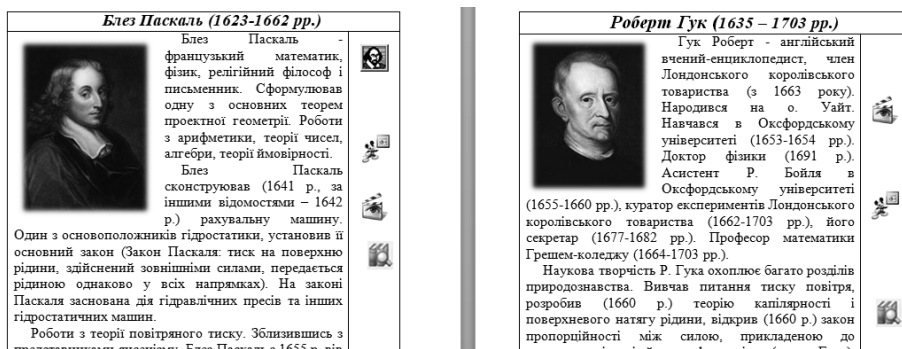 Блез Паскаль (1623-1662 рр.)
Блез Паскаль -
французький математик,
фізик, релігійний філософ і
письменник. Сформулював
одну з основних теорем
проектної геометрії. Роботи
з арифметики, теорії чисел,
алгебри, теорії ймовірності.
Блез Паскаль
сконструював (1641 р., за
іншими відомостями – 1642
р.) рахувальну машину.
Один з основоположників гідростатики, установив її
основний закон (Закон Паскаля: тиск на поверхню
рідини, здійснений зовнішніми силами, передається
рідиною однаково у всіх напрямках). На законі
Паскаля заснована дія гідравлічних пресів та інших
гідростатичних машин.
Роботи з теорії повітряного тиску. Зблизившись з
Роберт Гук (1635 – 1703 рр.)
Гук Роберт - англійський
вчений-енциклопедист, член
Лондонського королівського
товариства (з 1663 року).
Народився на о. Уайт.
Навчався в Оксфордському
університеті (1653-1654 рр.).
Доктор фізики (1691 р.).
Асистент Р. Бойля в
Оксфордському університеті
(1655-1660 рр.), куратор експериментів Лондонського
королівського товариства (1662-1703 рр.), його
секретар (1677-1682 рр.). Професор математики
Грешем-коледжу (1664-1703 рр.).
Наукова творчість Р. Гука охоплює багато розділів
природознавства. Вивчав питання тиску повітря,
розробив (1660 р.) теорію капілярності і
поверхневого натягу рідини, відкрив (1660 р.) закон
пропорційності між силою, прикладеною до